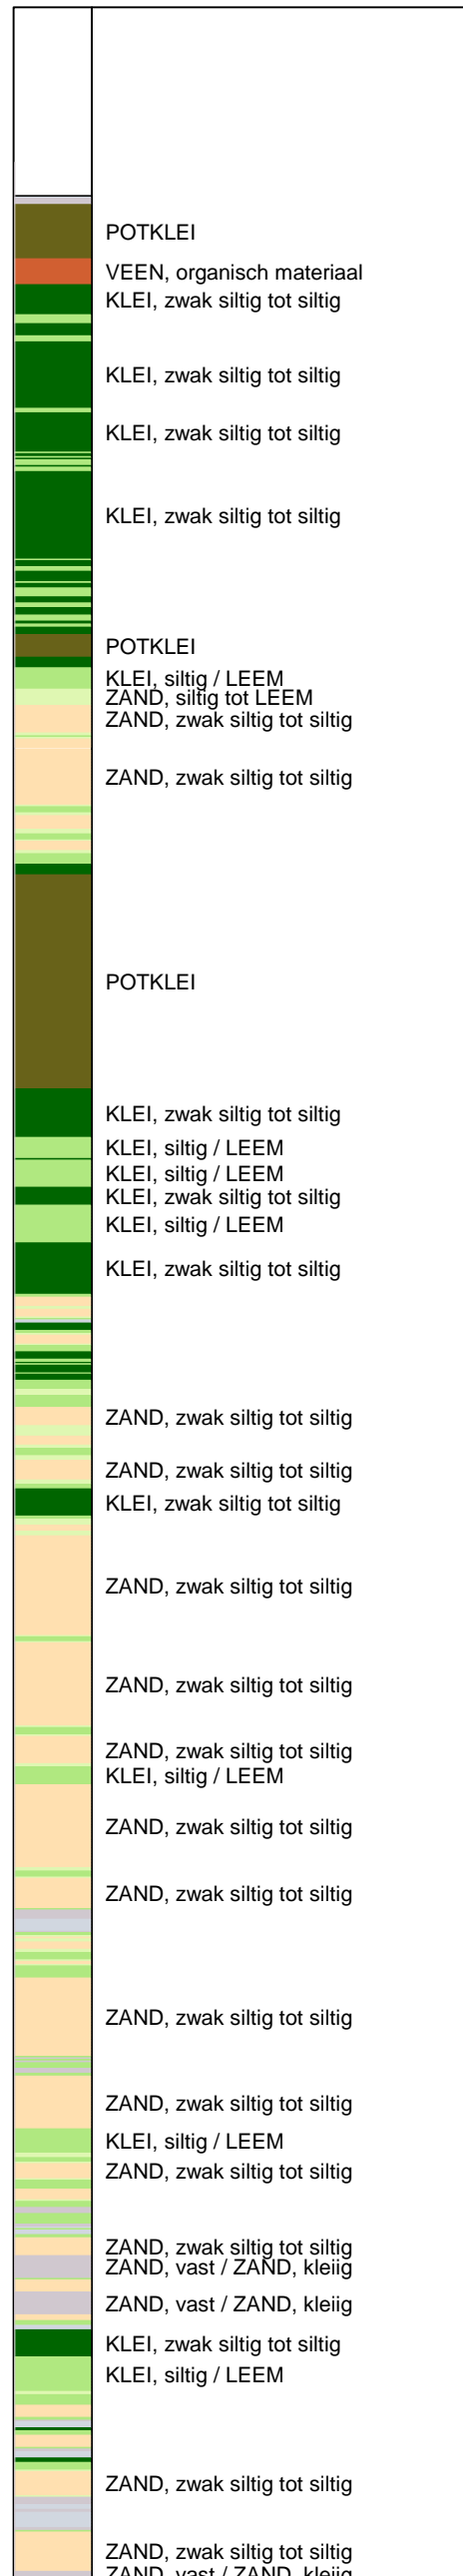 POTKLEI
VEEN, organisch materiaal
KLEI, zwak siltig tot siltig
KLEI, zwak siltig tot siltig
KLEI, zwak siltig tot siltig
KLEI, zwak siltig tot siltig
POTKLEI
KLEI, siltig / LEEM
ZAND, siltig tot LEEM
ZAND, zwak siltig tot siltig
ZAND, zwak siltig tot siltig
POTKLEI
KLEI, zwak siltig tot siltig
KLEI, siltig / LEEM
KLEI, siltig / LEEM
KLEI, zwak siltig tot siltig
KLEI, siltig / LEEM
KLEI, zwak siltig tot siltig
ZAND, zwak siltig tot siltig
ZAND, zwak siltig tot siltig
KLEI, zwak siltig tot siltig
ZAND, zwak siltig tot siltig
ZAND, zwak siltig tot siltig
ZAND, zwak siltig tot siltig
KLEI, siltig / LEEM
ZAND, zwak siltig tot siltig
ZAND, zwak siltig tot siltig
ZAND, zwak siltig tot siltig
ZAND, zwak siltig tot siltig
KLEI, siltig / LEEM
ZAND, zwak siltig tot siltig
ZAND, zwak siltig tot siltig
ZAND, vast / ZAND, kleiig
ZAND, vast / ZAND, kleiig
KLEI, zwak siltig tot siltig
KLEI, siltig / LEEM
ZAND, zwak siltig tot siltig
ZAND, zwak siltig tot siltig
ZAND, vast / ZAND, kleiig